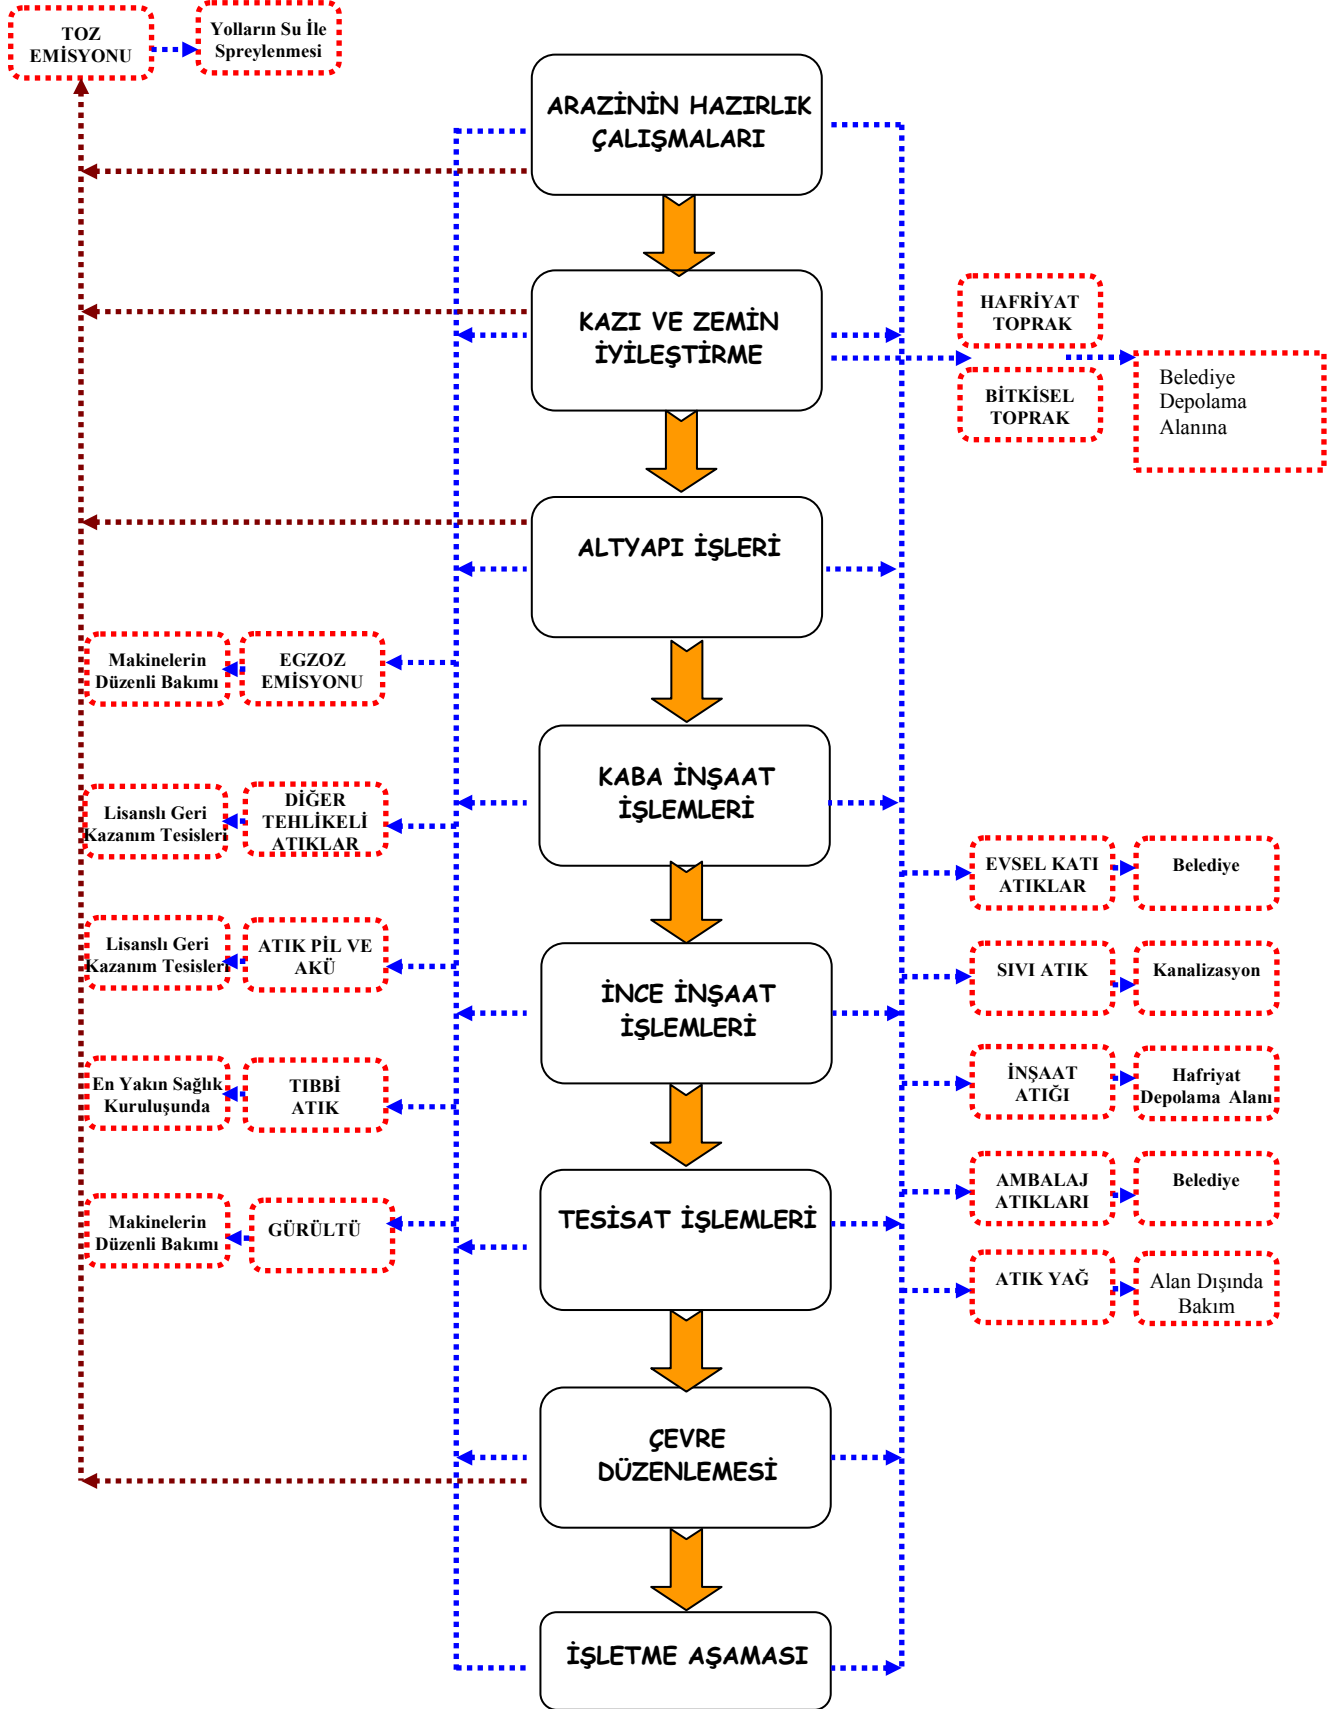 TOZ
EMİSYONU
Yolların Su İle
Spreylenmesi
ARAZİNİN HAZIRLIK
ÇALIŞMALARI
KAZI VE ZEMİN
İYİLEŞTİRME
HAFRİYAT
TOPRAK
BİTKİSEL
TOPRAK
Belediye
Depolama
Alanına
ALTYAPI İŞLERİ
Makinelerin
Düzenli Bakımı
EGZOZ
EMİSYONU
KABA İNŞAAT
İŞLEMLERİ
Lisanslı Geri
Kazanım Tesisleri
DİĞER
TEHLİKELİ
ATIKLAR
EVSEL KATI
ATIKLAR
Belediye
Lisanslı Geri
Kazanım Tesisleri
ATIK PİL VE
AKÜ
İNCE İNŞAAT
İŞLEMLERİ
SIVI ATIK
Kanalizasyon
En Yakın Sağlık
Kuruluşunda
TIBBİ
ATIK
İNŞAAT
ATIĞI
Hafriyat
Depolama Alanı
Makinelerin
Düzenli Bakımı
GÜRÜLTÜ
TESİSAT İŞLEMLERİ
AMBALAJ
ATIKLARI
Belediye
ATIK YAĞ
Alan Dışında
Bakım
ÇEVRE
DÜZENLEMESİ
İŞLETME AŞAMASI